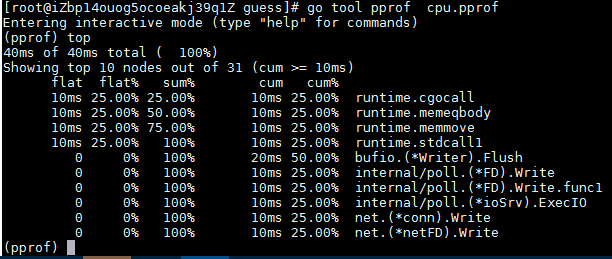 [root@iZbp14ouog5ocoeakj39q1Z guess]# go tool pprof  cpu.pprof
Entering interactive mode (type "help" for commands)
(pprof) top
40ms of 40ms total (  100%)
Showing top 10 nodes out of 31 (cum >= 10ms)
      flat  flat%   sum%        cum   cum%
      10ms 25.00% 25.00%       10ms 25.00%  runtime.cgocall
      10ms 25.00% 50.00%       10ms 25.00%  runtime.memeqbody
      10ms 25.00% 75.00%       10ms 25.00%  runtime.memmove
      10ms 25.00%   100%       10ms 25.00%  runtime.stdcall1
         0     0%   100%       20ms 50.00%  bufio.(*Writer).Flush
         0     0%   100%       10ms 25.00%  internal/poll.(*FD).Write
         0     0%   100%       10ms 25.00%  internal/poll.(*FD).Write.func1
         0     0%   100%       10ms 25.00%  internal/poll.(*ioSrv).ExecIO
         0     0%   100%       10ms 25.00%  net.(*conn).Write
         0     0%   100%       10ms 25.00%  net.(*netFD).Write
(pprof)